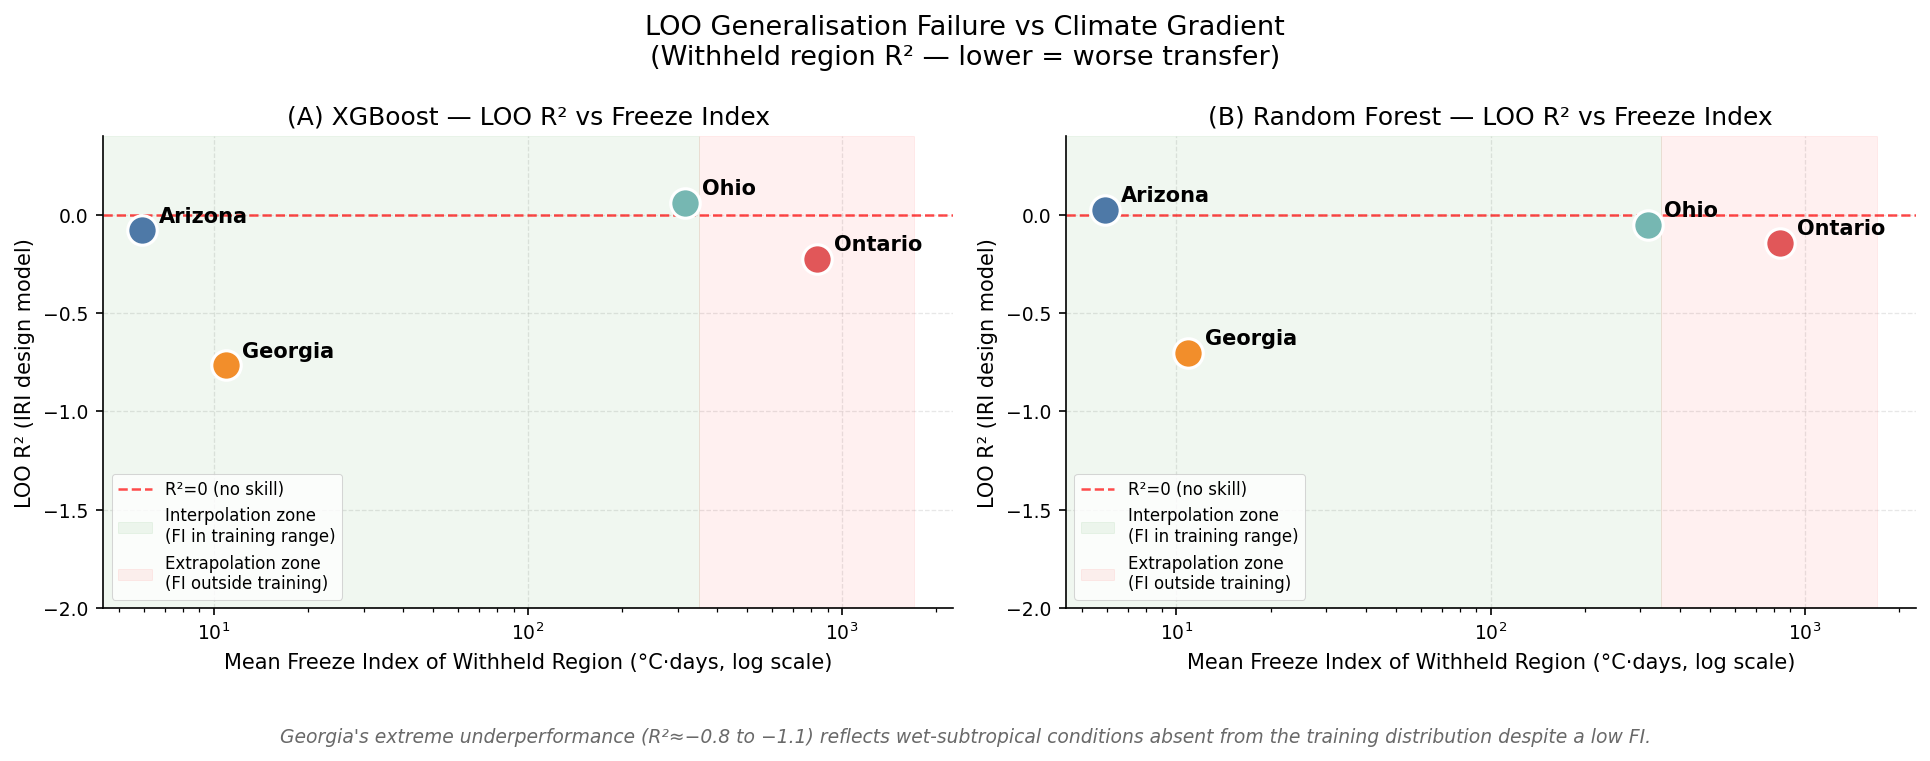 LOO Generalisation Failure vs Climate Gradient
(Withheld region R² — lower = worse transfer)
(A) XGBoost — LOO R² vs Freeze Index
LOO R² (IRI design model)
0.0
−0.5
−1.0
−1.5
−2.0
Arizona
Georgia
Ohio
Ontario
R²=0 (no skill)
Interpolation zone
(FI in training range)
Extrapolation zone
(FI outside training)
10¹
10²
10³
Mean Freeze Index of Withheld Region (°C·days, log scale)
(B) Random Forest — LOO R² vs Freeze Index
LOO R² (IRI design model)
0.0
−0.5
−1.0
−1.5
−2.0
Arizona
Georgia
Ohio
Ontario
R²=0 (no skill)
Interpolation zone
(FI in training range)
Extrapolation zone
(FI outside training)
10¹
10²
10³
Mean Freeze Index of Withheld Region (°C·days, log scale)
Georgia's extreme underperformance (R²≈−0.8 to −1.1) reflects wet-subtropical conditions absent from the training distribution despite a low FI.